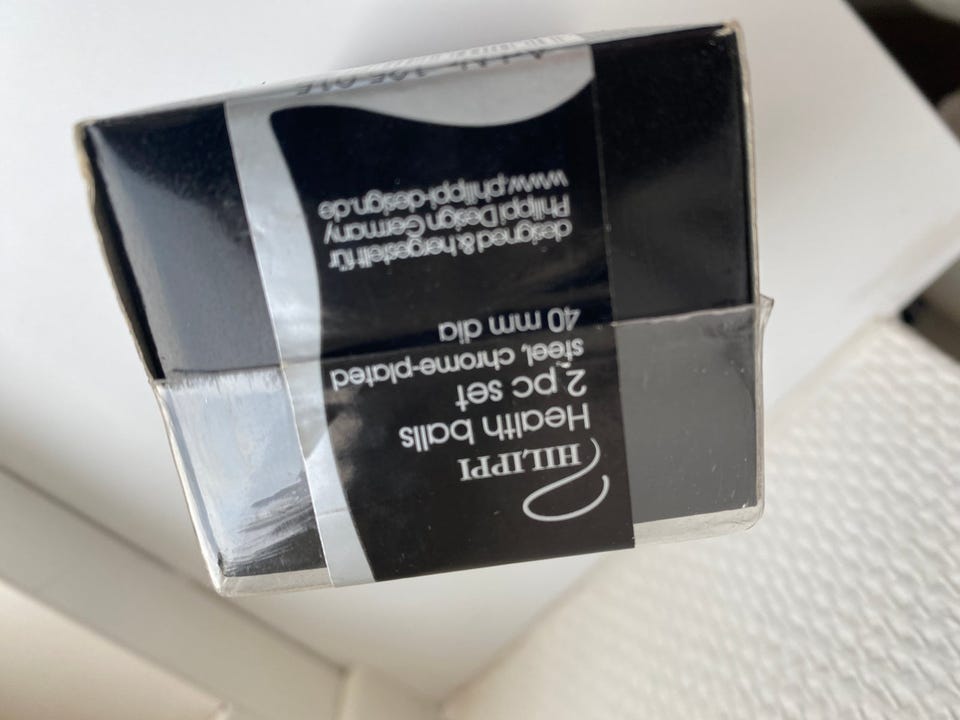 PHILIPPI
Health balls
2 pc set
steel, chrome-plated
40 mm dia
designed & hergestellt für
Philippi Design Germany
www.philippi-design.de